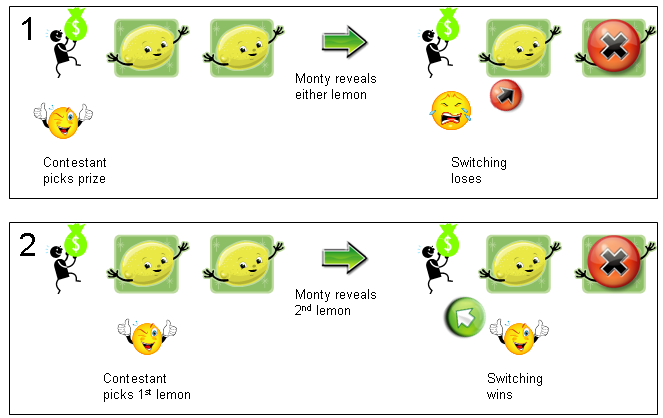 1
$
$
Monty reveals
either lemon
Contestant
picks prize
Switching
loses
2
$
$
Monty reveals
2nd lemon
Contestant
picks 1st lemon
Switching
wins